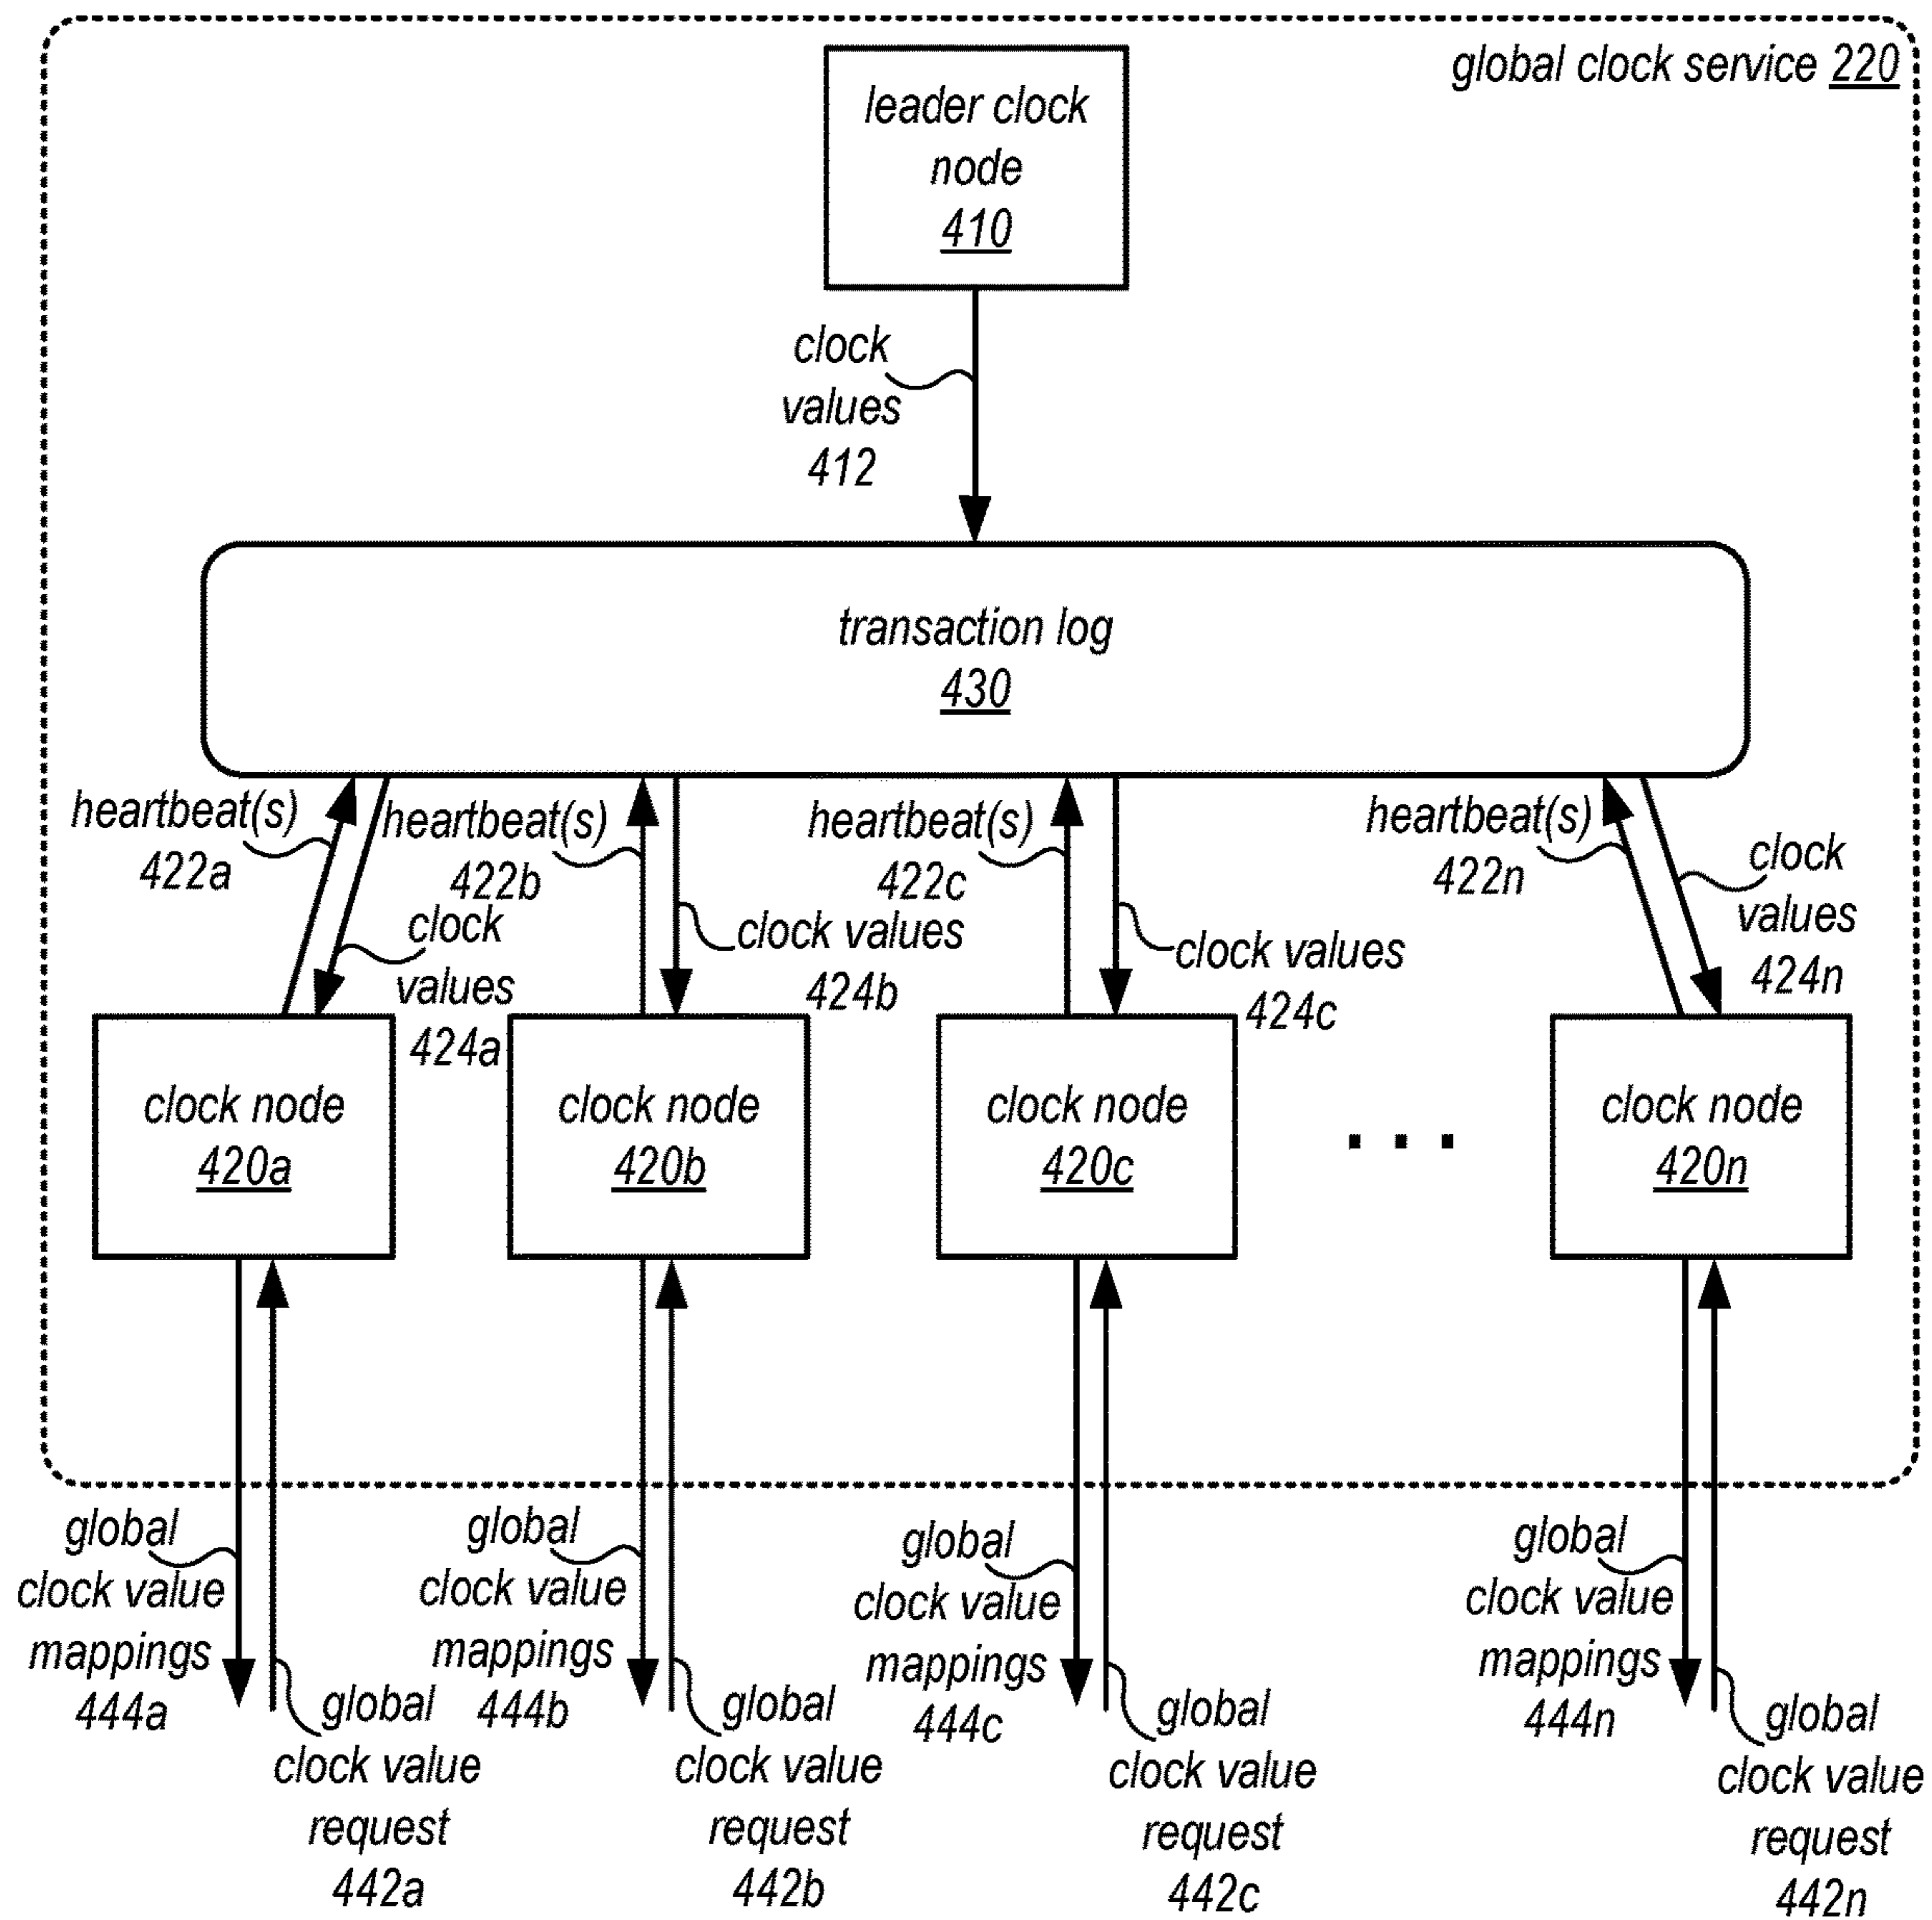 global clock service 220
leader clock
node
410
clock
values
412
transaction log
430
heartbeat(s)
422a
clock
values
424a
heartbeat(s)
422b
clock values
424b
heartbeat(s)
422c
clock values
424c
heartbeat(s)
422n
clock
values
424n
clock node
420a
clock node
420b
clock node
420c
. . .
clock node
420n
global
clock value
mappings
444a
global
clock value
request
442a
global
clock value
mappings
444b
global
clock value
request
442b
global
clock value
mappings
444c
global
clock value
request
442c
global
clock value
mappings
444n
global
clock value
request
442n